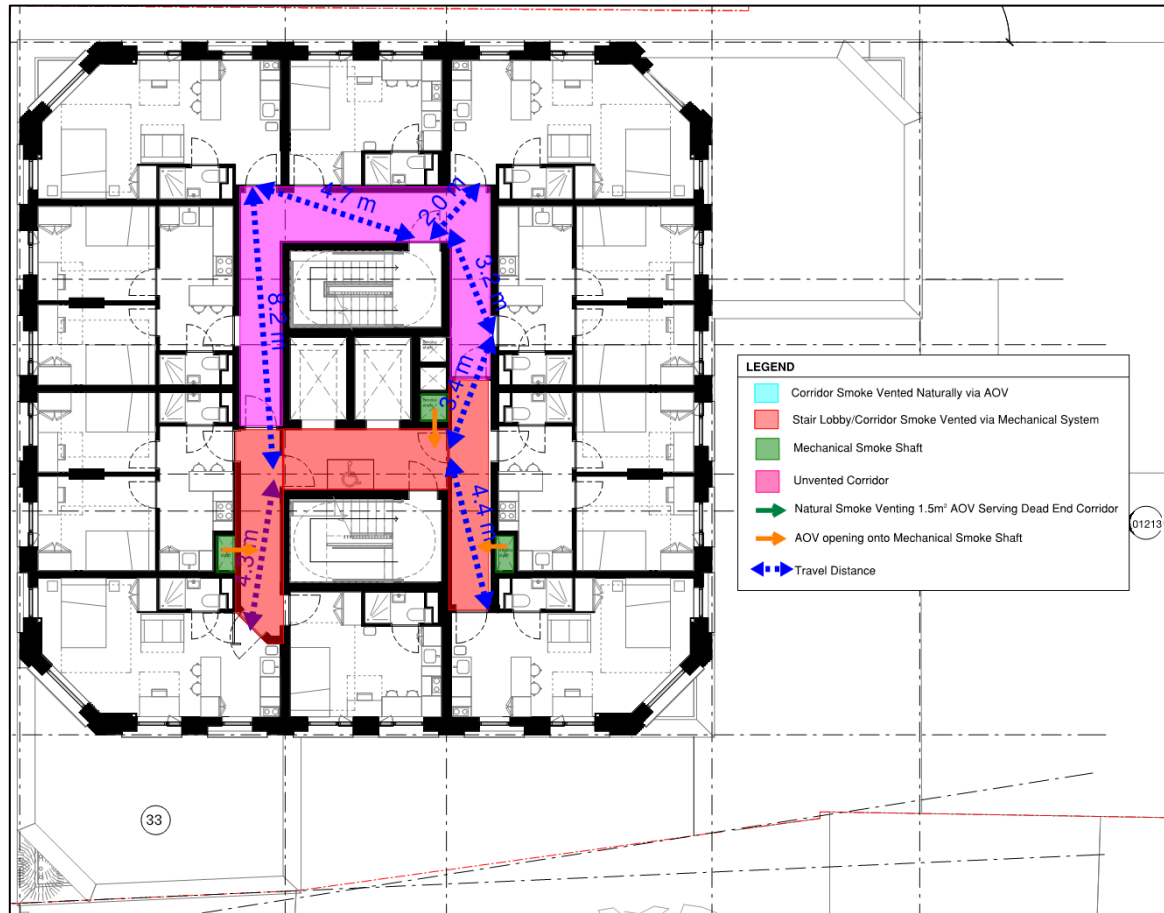 4.7 m
2.0 m
3.2 m
8.2 m
3.4 m
4.4 m
4.3 m
LEGEND
Corridor Smoke Vented Naturally via AOV
Stair Lobby/Corridor Smoke Vented via Mechanical System
Mechanical Smoke Shaft
Unvented Corridor
Natural Smoke Venting 1.5m² AOV Serving Dead End Corridor
AOV opening onto Mechanical Smoke Shaft
Travel Distance
01213
33